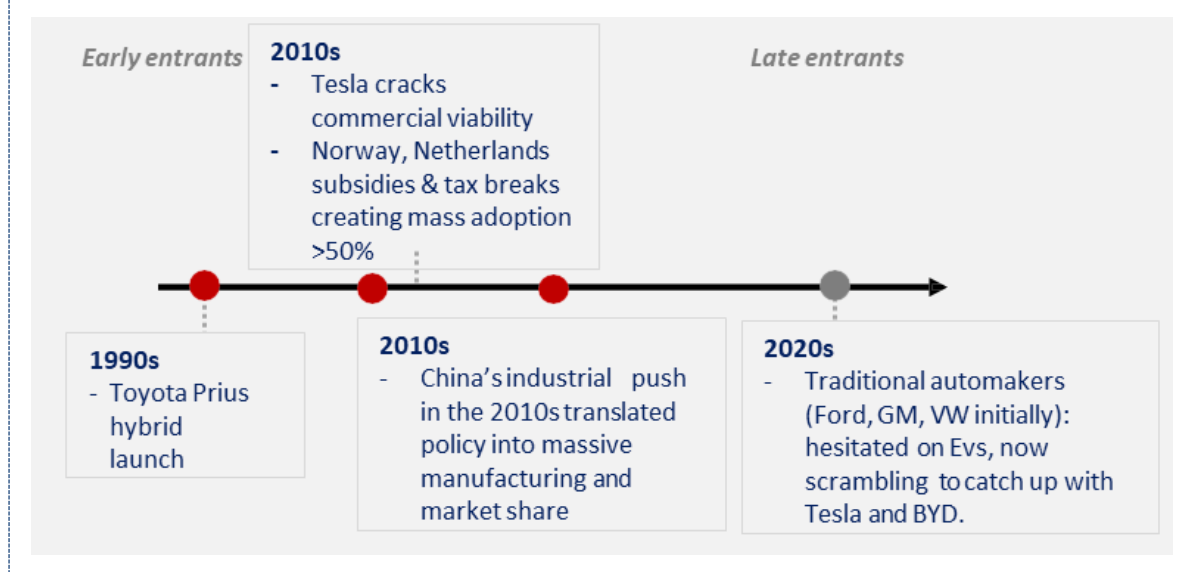 Early entrants
2010s
- Tesla cracks
commercial viability
- Norway, Netherlands
subsidies & tax breaks
creating mass adoption
>50%
Late entrants
1990s
- Toyota Prius
hybrid
launch
2010s
- China's industrial push
in the 2010s translated
policy into massive
manufacturing and
market share
2020s
- Traditional automakers
(Ford, GM, VW initially):
hesitated on Evs, now
scrambling to catch up with
Tesla and BYD.